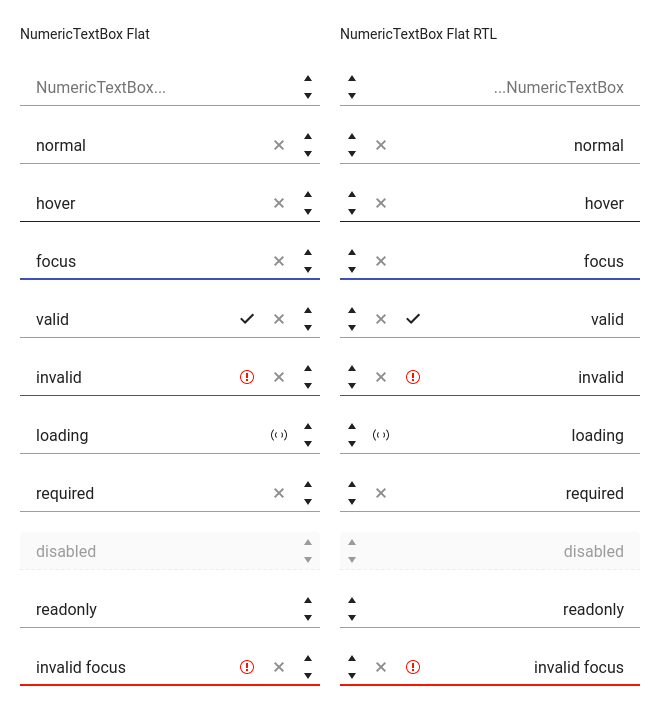 NumericTextBox Flat
NumericTextBox...
normal
hover
focus
valid
invalid
loading
required
disabled
readonly
invalid focus
NumericTextBox Flat RTL
...NumericTextBox
normal
hover
focus
valid
invalid
loading
required
disabled
readonly
invalid focus